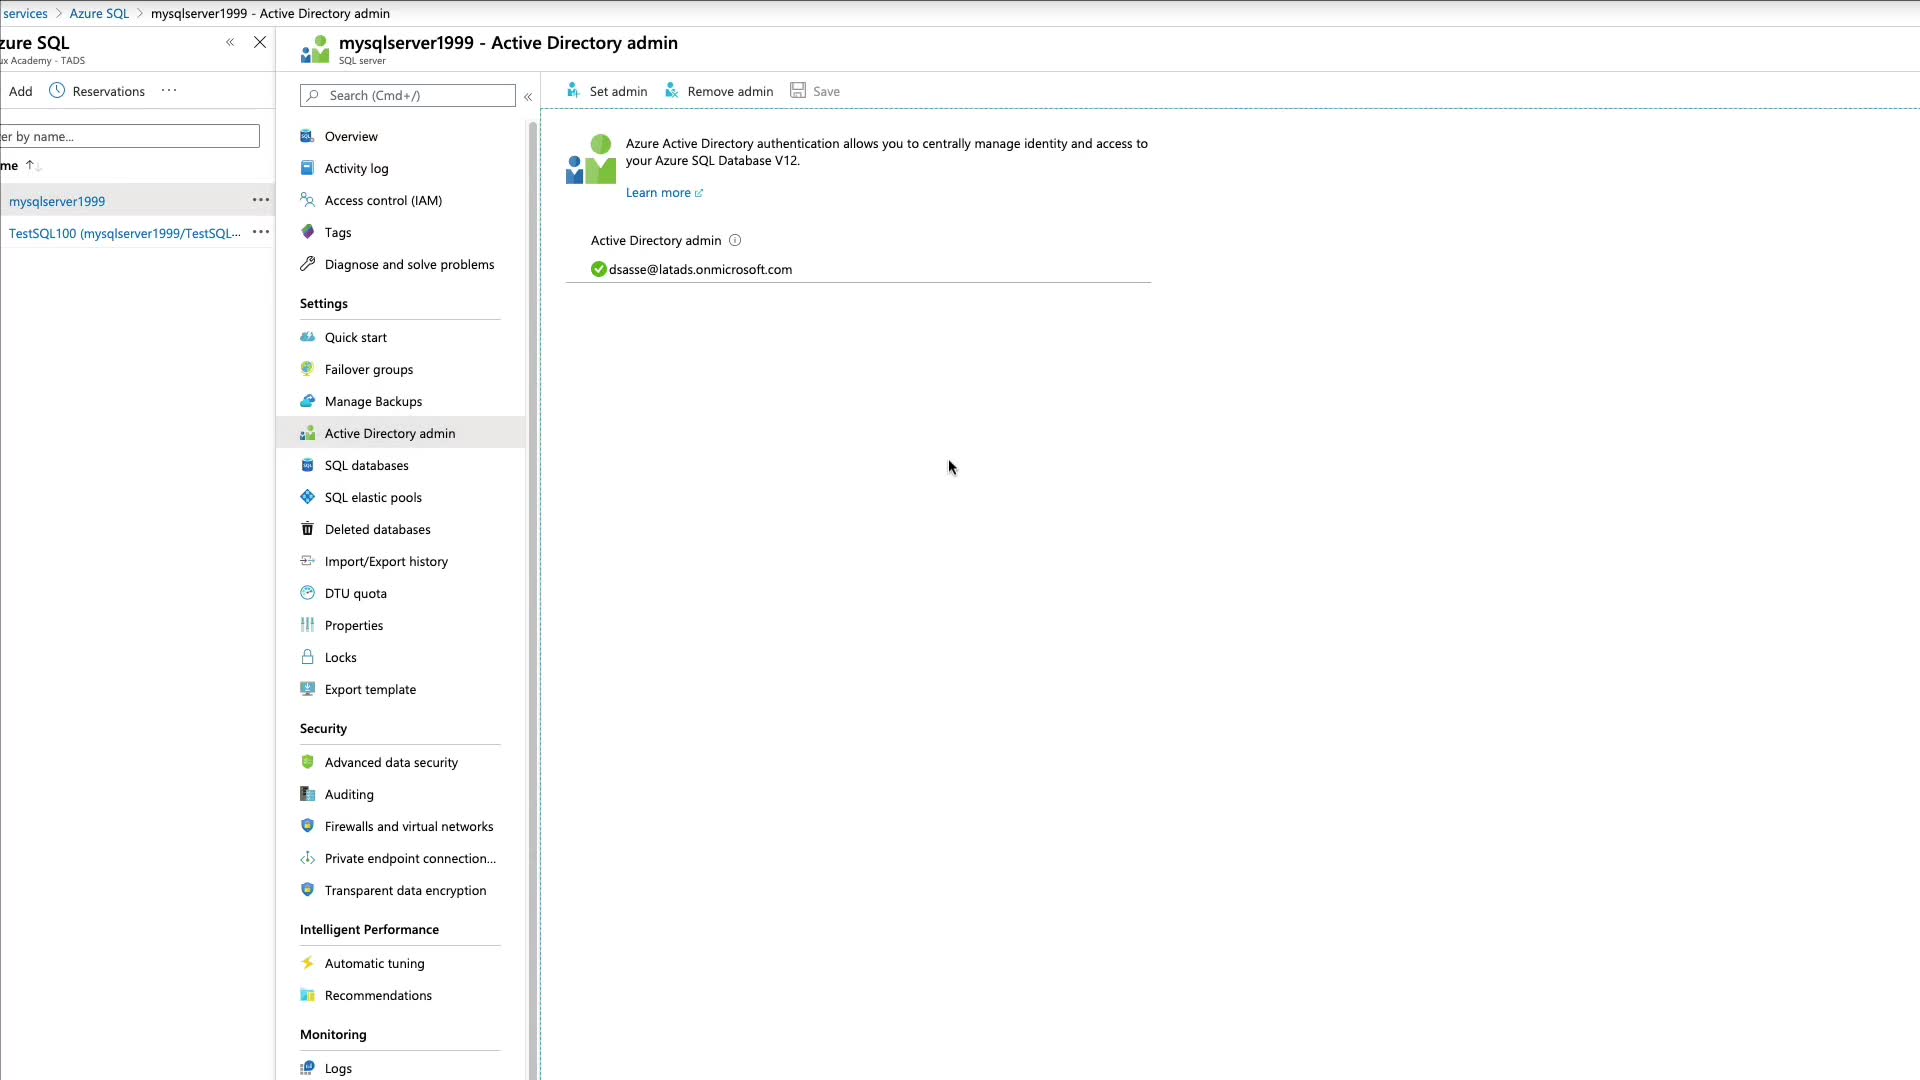 services > Azure SQL > mysqlserver1999 - Active Directory admin
zure SQL
ux Academy - TADS
Add
Reservations
er by name...
me
mysqlserver1999
TestSQL100 (mysqlserver1999/TestSQL...
mysqlserver1999 - Active Directory admin
SQL server
Search (Cmd+/)
Overview
Activity log
Access control (IAM)
Tags
Diagnose and solve problems
Settings
Quick start
Failover groups
Manage Backups
Active Directory admin
SQL databases
SQL elastic pools
Deleted databases
Import/Export history
DTU quota
Properties
Locks
Export template
Security
Advanced data security
Auditing
Firewalls and virtual networks
Private endpoint connection...
Transparent data encryption
Intelligent Performance
Automatic tuning
Recommendations
Monitoring
Logs
Set admin
Remove admin
Save
Azure Active Directory authentication allows you to centrally manage identity and access to
your Azure SQL Database V12.
Learn more
Active Directory admin
dsasse@latads.onmicrosoft.com